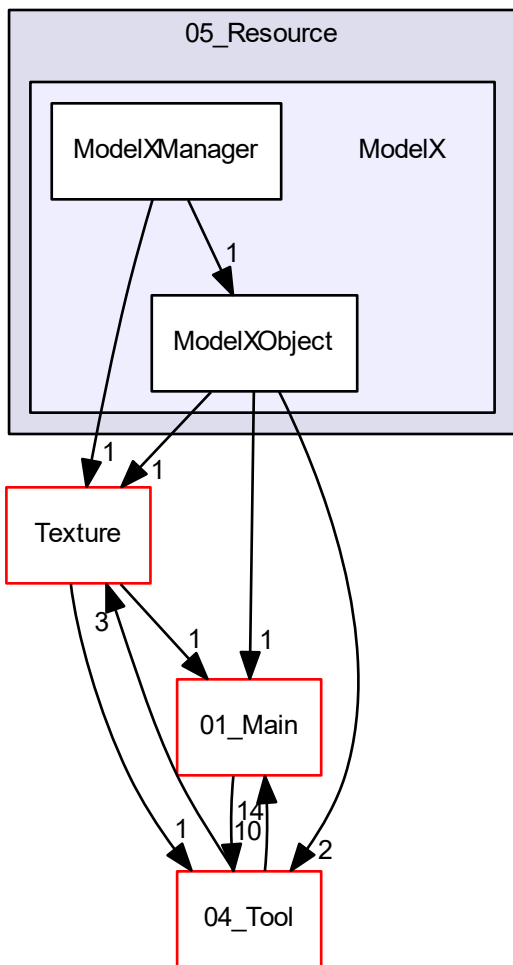 05_Resource
ModelXManager
ModelX
1
ModelXObject
1
1
Texture
3
1
1
01_Main
14
10
1
2
04_Tool